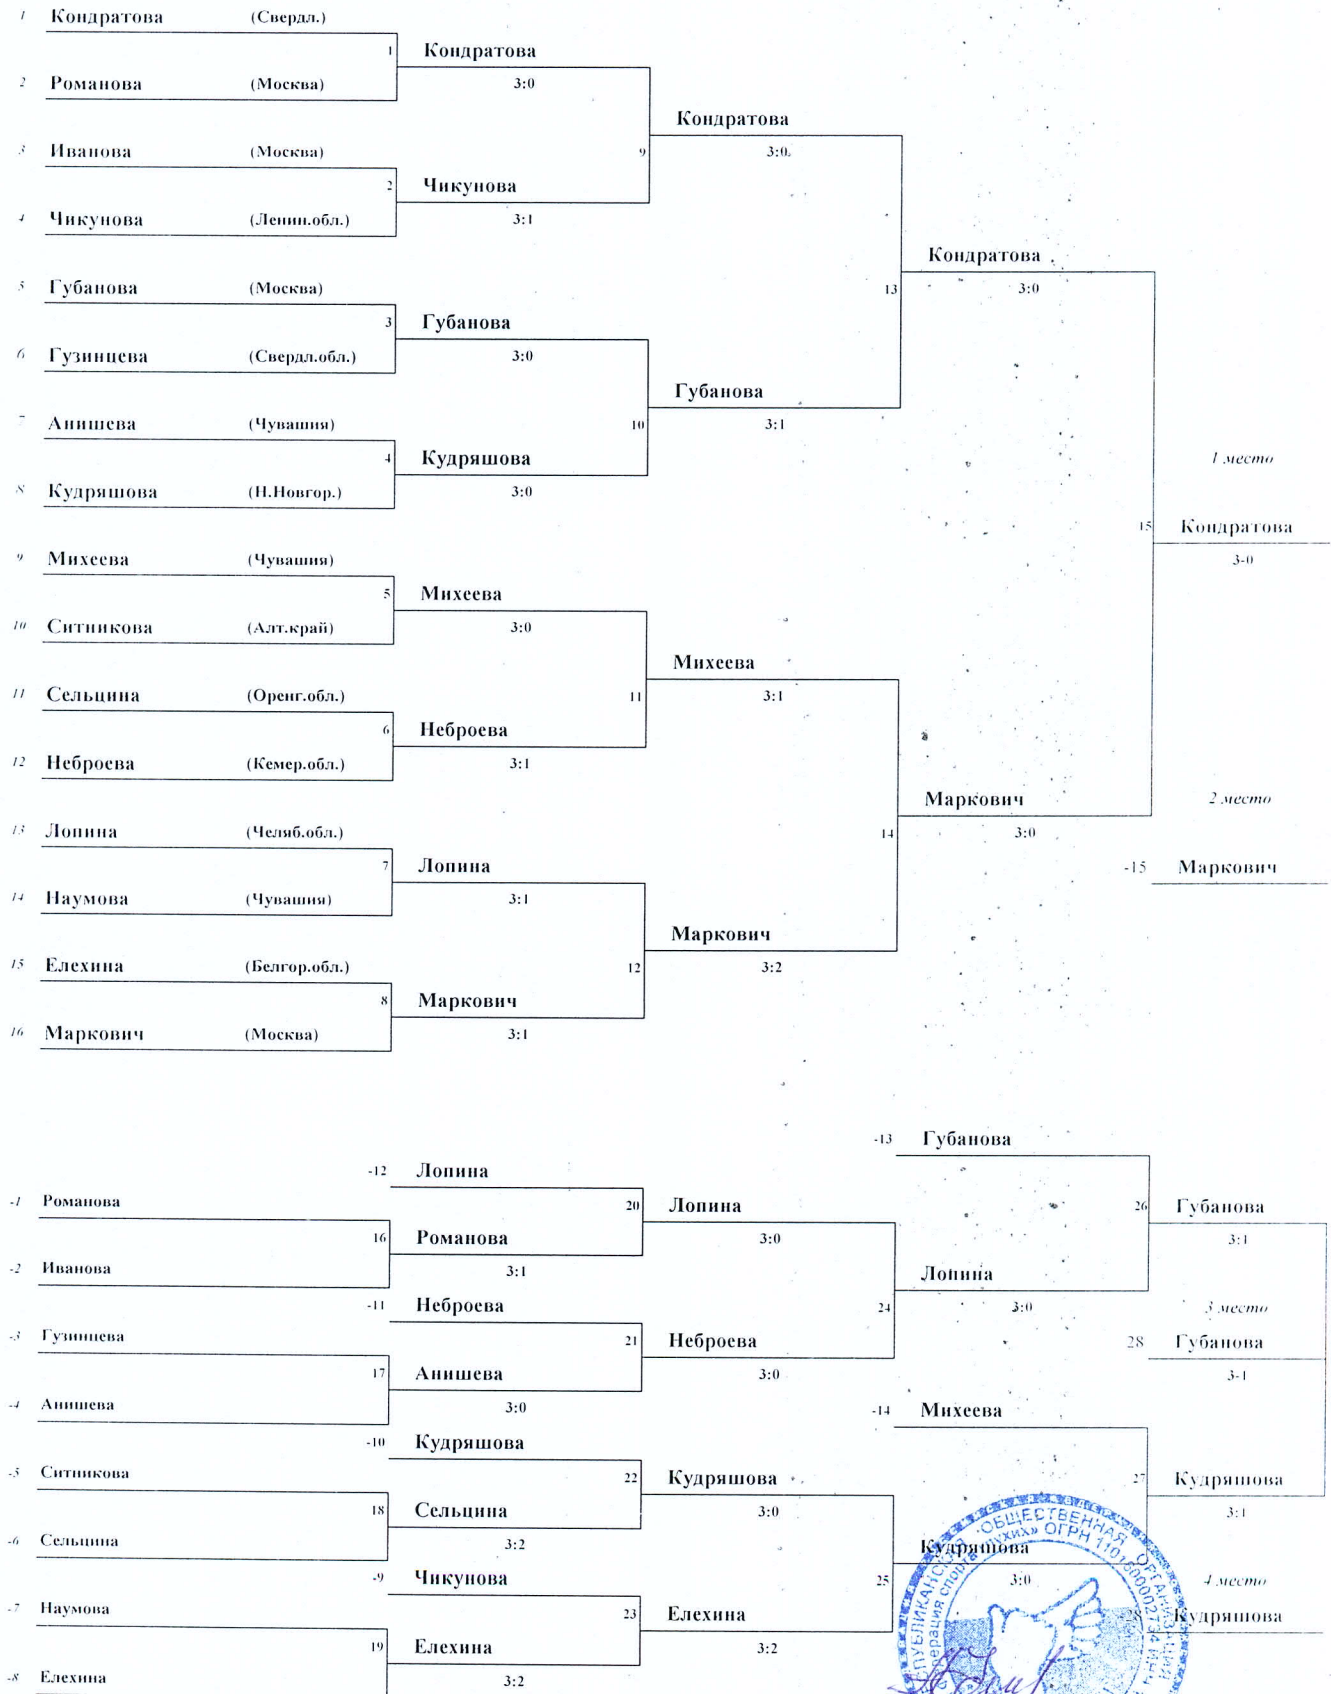 1 Кондратова (Свердл.)
1 Кондратова
2 Романова (Москва) 3:0
Кондратова
3 Иванова (Москва) 9 3:0
2 Чикунова
4 Чикунова (Ленин.обл.) 3:1
Кондратова
5 Губанова (Москва) 13 3:0
3 Губанова
6 Гузинцева (Свердл.обл.) 3:0
Губанова
7 Анишева (Чувашия) 10 3:1
4 Кудряшова 1 место
8 Кудряшова (Н.Новгор.) 3:0
15 Кондратова
9 Михеева (Чувашия) 3-0
5 Михеева
10 Ситникова (Алт.край) 3:0
Михеева
11 Сельцина (Оренг.обл.) 11 3:1
6 Неброева
12 Неброева (Кемер.обл.) 3:1
Маркович 2 место
13 Лопина (Челяб.обл.) 14 3:0
7 Лопина -15 Маркович
14 Наумова (Чувашия) 3:1
Маркович
15 Елехина (Белгор.обл.) 12 3:2
8 Маркович
16 Маркович (Москва) 3:1
-13 Губанова
-12 Лопина
-1 Романова 20 Лопина 26 Губанова
16 Романова 3:0 3:1
-2 Иванова 3:1 Лопина
-11 Неброева 24 3:0 3 место
-3 Гузинцева 21 Неброева 28 Губанова
17 Анишева 3:0 3-1
-4 Анишева 3:0 -14 Михеева
-10 Кудряшова
-5 Ситникова 22 Кудряшова 27 Кудряшова
18 Сельцина 3:0 3:1
-6 Сельцина 3:2 Кудряшова
-9 Чикунова 25 3:0 4 место
-7 Наумова 23 Елехина -28 Кудряшова
19 Елехина 3:2
-8 Елехина 3:2
ОБЩЕСТВЕННАЯ ОРГАНИЗАЦИЯ
ОГРН